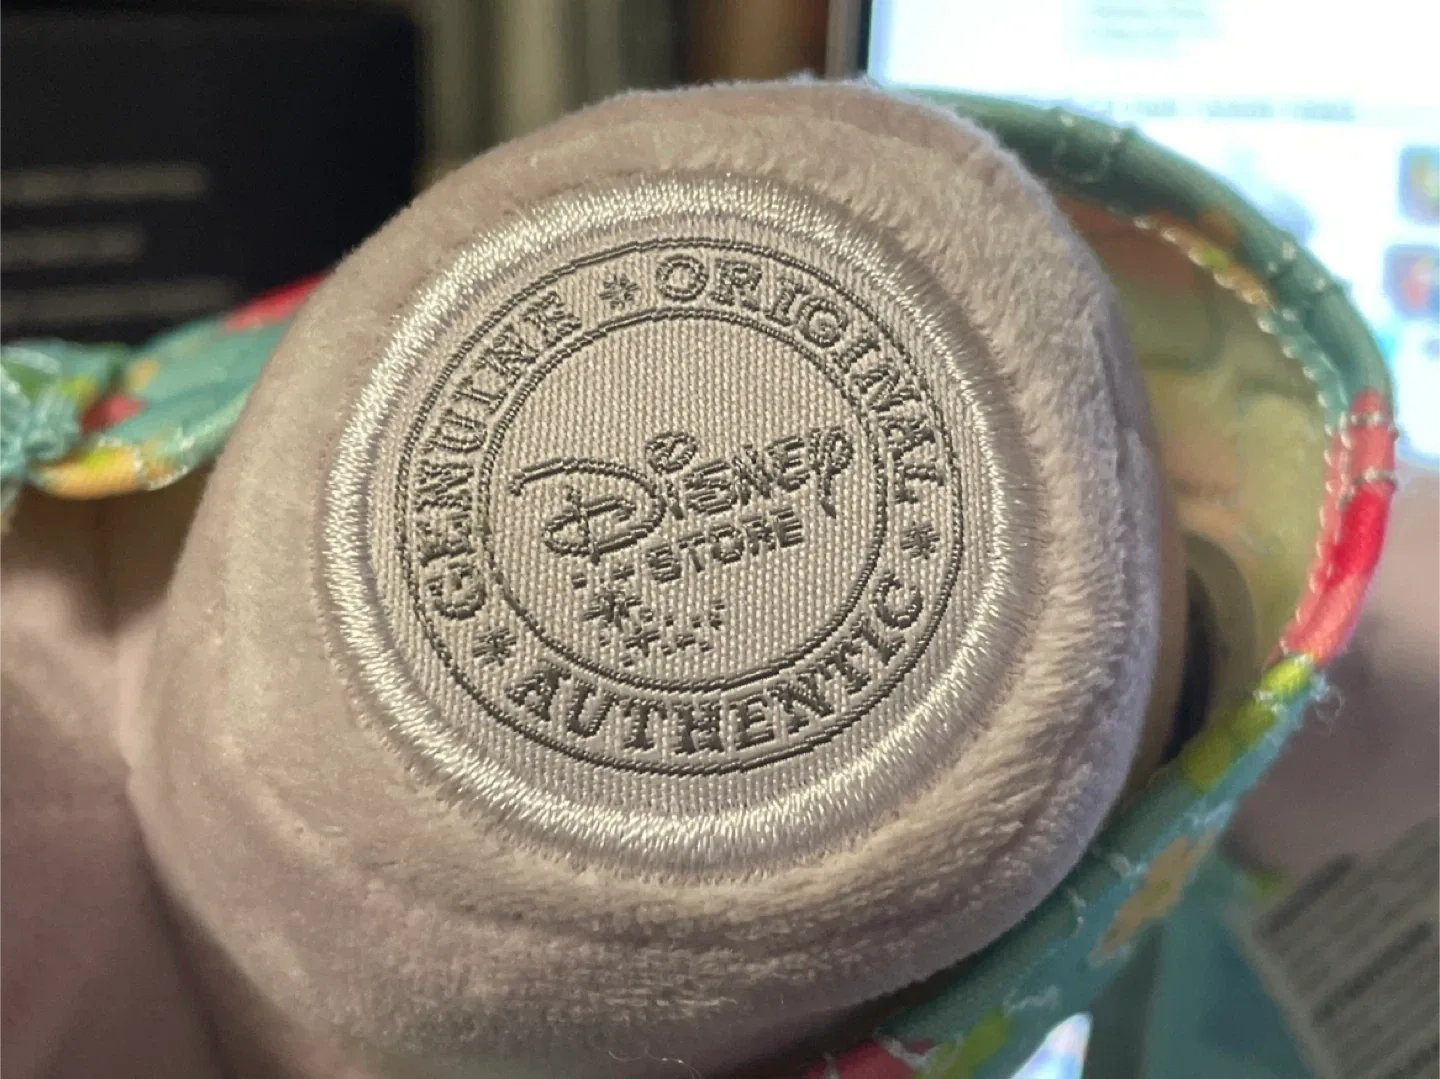 GENUINE * ORIGINAL * AUTHENTIC *
Disney
STORE